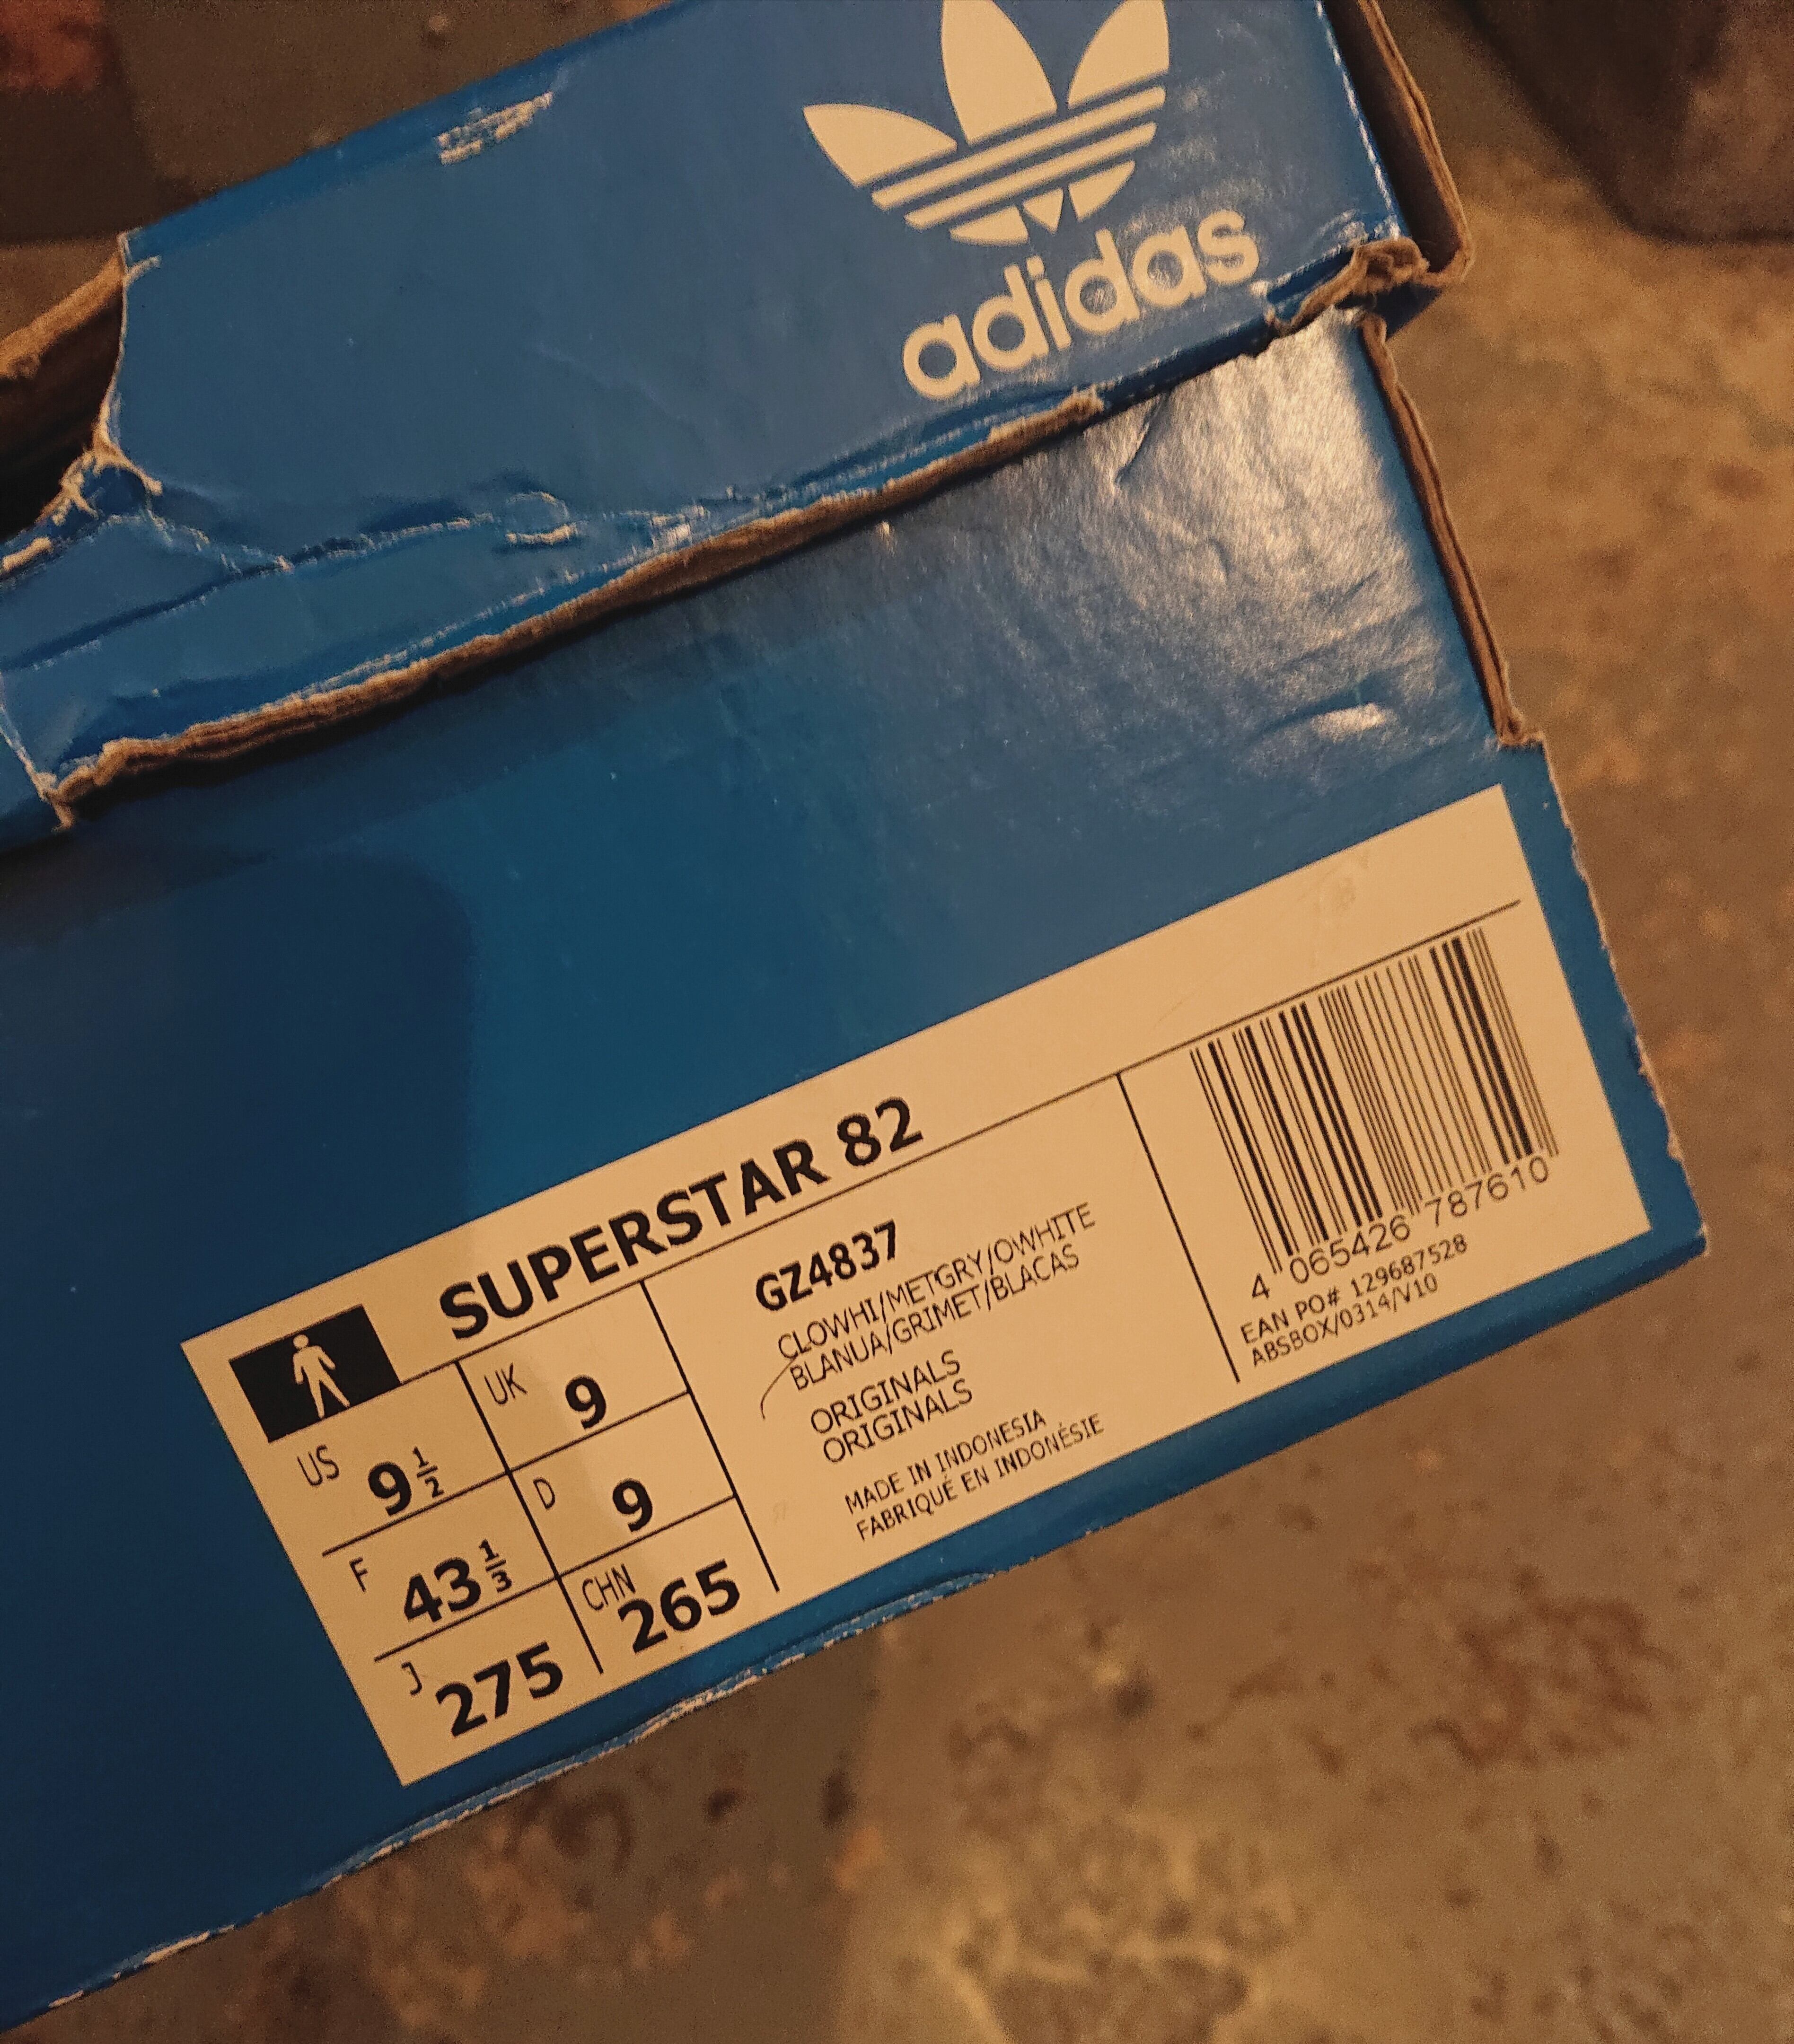 adidas
SUPERSTAR 82
US 9 1/2
UK 9
F 43 1/3
D 9
J 275
CHN 265
GZ4837
CLOWHI/METGRY/OWHITE
BLANUA/GRIMET/BLACAS
ORIGINALS
ORIGINALS
MADE IN INDONESIA
FABRIQUÉ EN INDONÉSIE
4 065426 787610
EAN PO# 129687528
ABSBOX/0314/V10